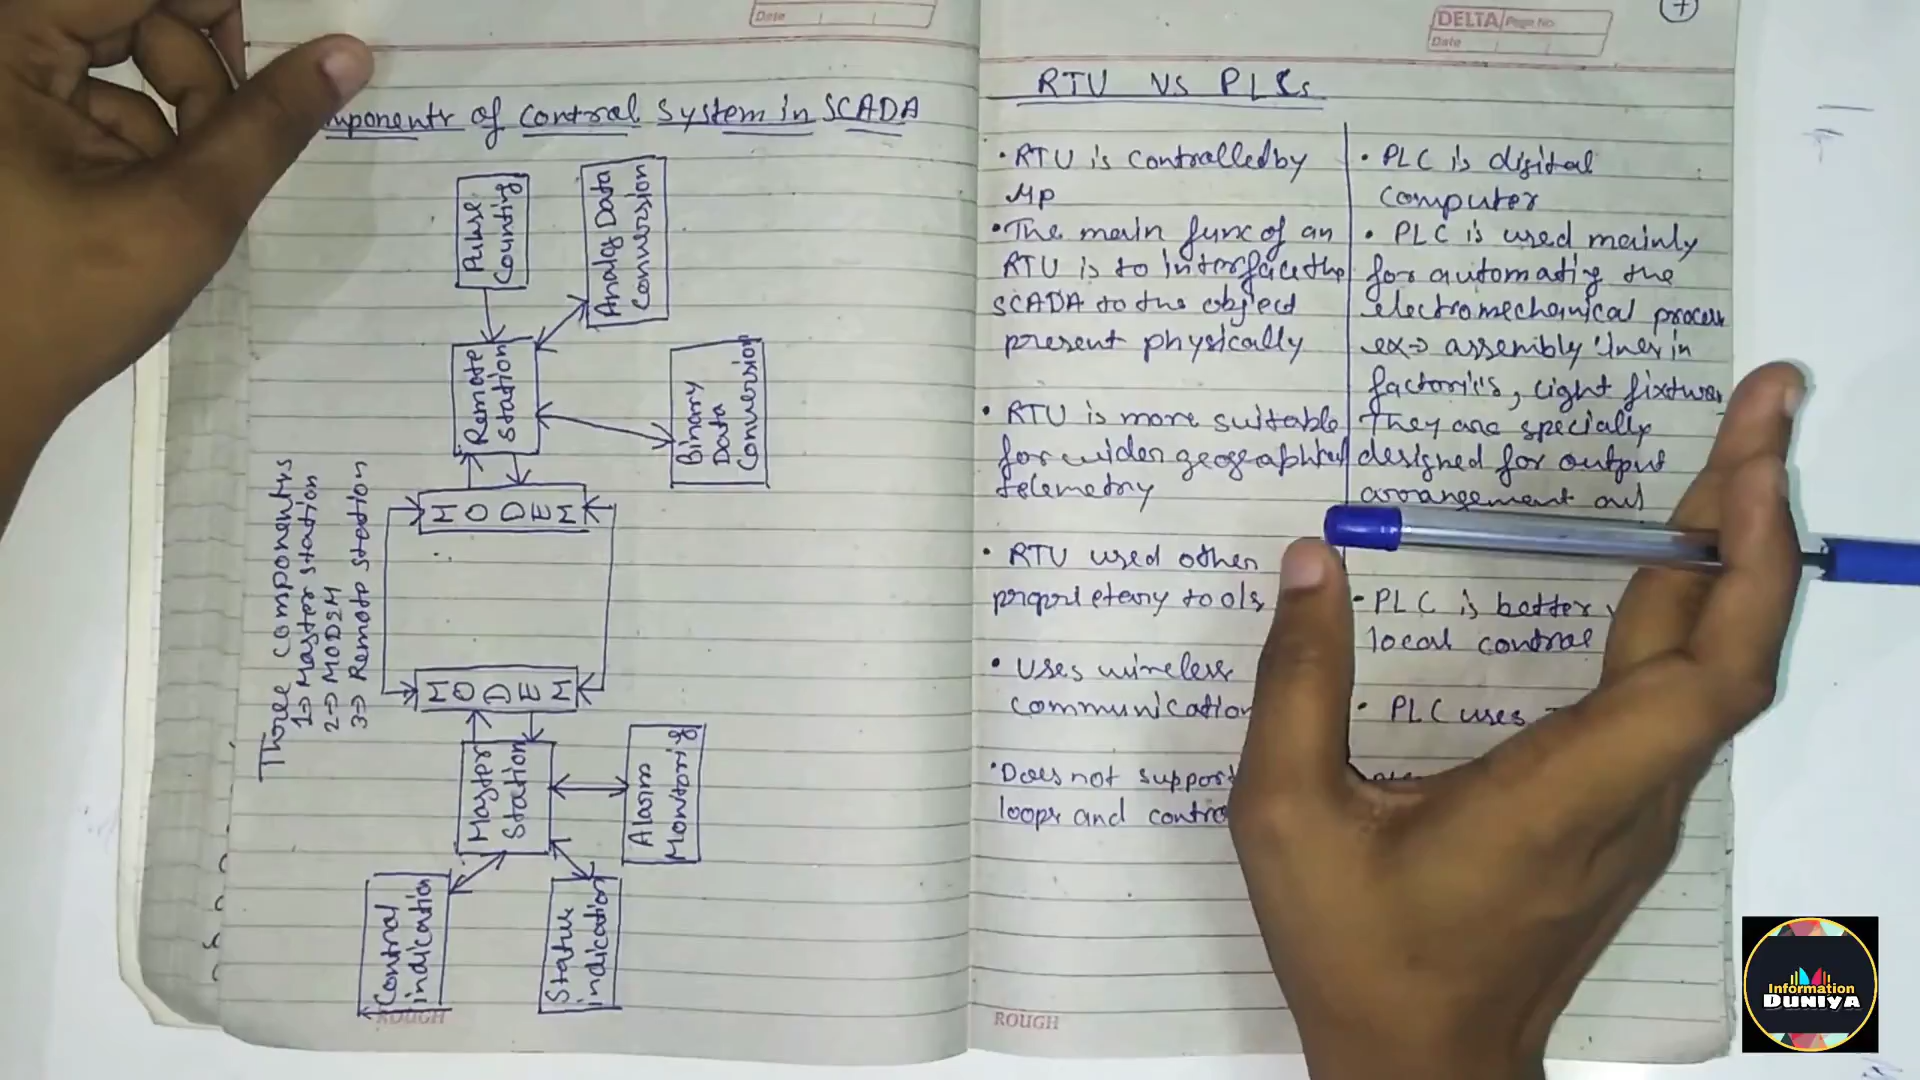 Date
mponents of control system in SCADA
Pulse
Counting
Analog Data
Conversion
Remote
Station
Binary
Data
Conversion
MODEM
Three components
1→ Master station
2→ MODEM
3→ Remote station
MODEM
Master
Station
Alarm
Monitorig
Control
indication
Status
indication
ROUGH
DELTA Page No.
Date
7
RTU VS PLCs
• RTU is controlled by
μp
• The main func of an
RTU is to interface the
SCADA to the object
present physically
• RTU is more suitable
for wider geographical
telemetry
• RTU used other
proprietary tools
• Uses wireless
communication
• Does not support
loops and contro
• PLC is digital
computer
• PLC is used mainly
for automatig the
electromechanical process
ex→ assembly lines in
factories, light fixtures
They are specially
designed for output
arrangement and
• PLC is better
local control
• PLC uses
ROUGH
Information
DUNIYA